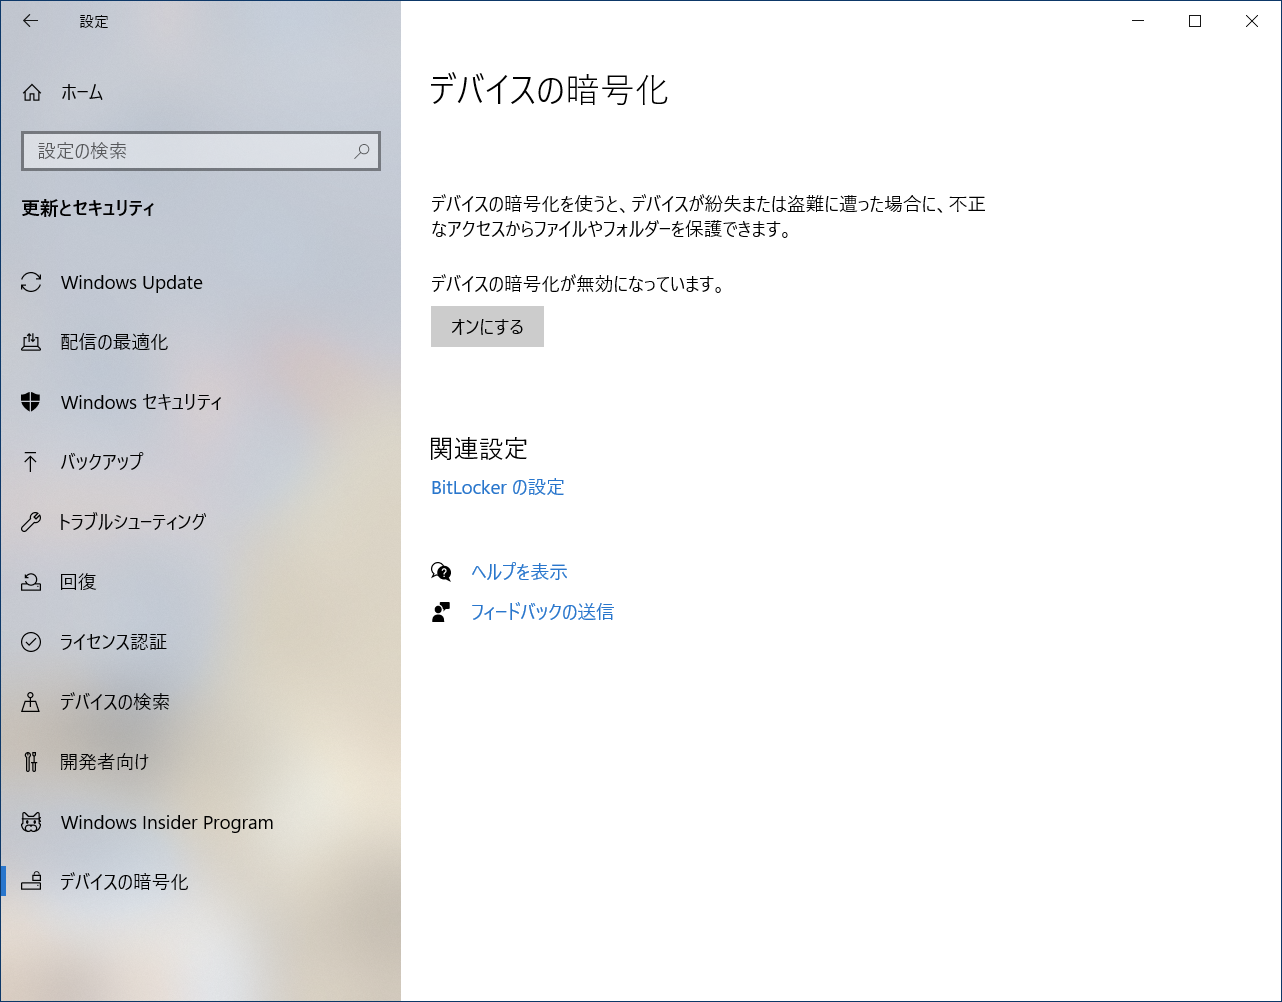 設定
ホーム
設定の検索
更新とセキュリティ
Windows Update
配信の最適化
Windows セキュリティ
バックアップ
トラブルシューティング
回復
ライセンス認証
デバイスの検索
開発者向け
Windows Insider Program
デバイスの暗号化
デバイスの暗号化
デバイスの暗号化を使うと、デバイスが紛失または盗難に遭った場合に、不正
なアクセスからファイルやフォルダーを保護できます。
デバイスの暗号化が無効になっています。
オンにする
関連設定
BitLocker の設定
ヘルプを表示
フィードバックの送信